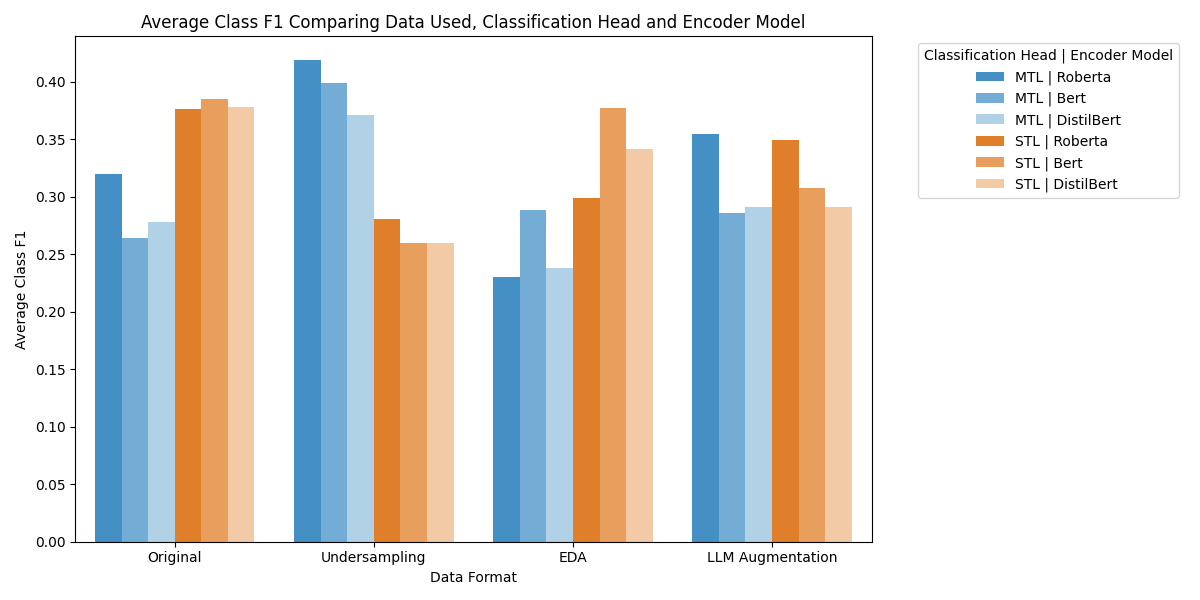 Average Class F1 Comparing Data Used, Classification Head and Encoder Model
Classification Head | Encoder Model
MTL | Roberta
MTL | Bert
MTL | DistilBert
STL | Roberta
STL | Bert
STL | DistilBert
Average Class F1
0.40
0.35
0.30
0.25
0.20
0.15
0.10
0.05
0.00
Original Undersampling EDA LLM Augmentation
Data Format